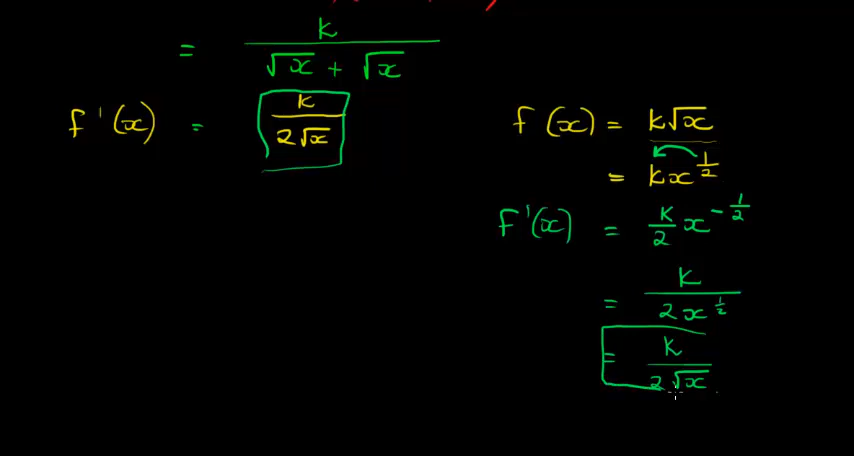 = k / (√x + √x)
f'(x) = k / (2√x)
f(x) = k√x
= kx^(1/2)
f'(x) = k/2 x^(-1/2)
= k / (2x^(1/2))
= k / (2√x)